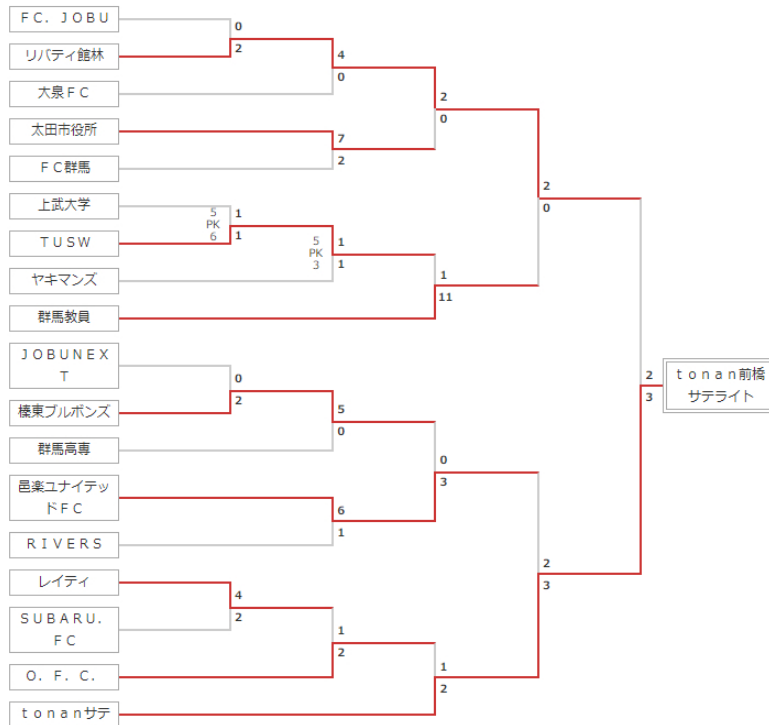 ＦＣ．ＪＯＢＵ
0
リバティ館林
2
4
大泉ＦＣ
0
2
太田市役所
7
0
ＦＣ群馬
2
上武大学
5
PK
6
1
1
2
0
ＴＵＳＷ
5
PK
3
1
1
ヤキマンズ
1
11
群馬教員
ＪＯＢＵＮＥＸ
Ｔ
0
2
榛東ブルボンズ
5
0
群馬高専
0
3
邑楽ユナイテッ
ドＦＣ
6
1
ＲＩＶＥＲＳ
2
3
レイティ
4
2
ＳＵＢＡＲＵ．
ＦＣ
1
2
Ｏ．Ｆ．Ｃ．
1
2
ｔｏｎａｎサテ
2
3
ｔｏｎａｎ前橋
サテライト